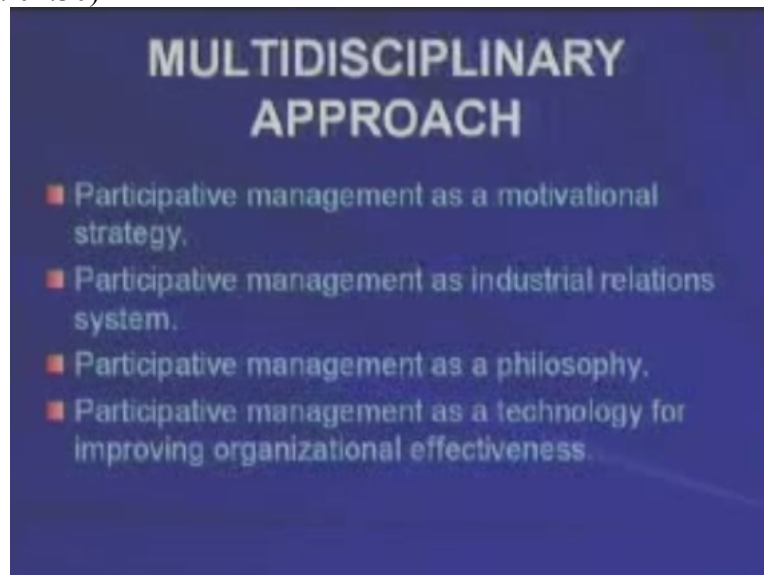 MULTIDISCIPLINARY
APPROACH
Participative management as a motivational
strategy.
Participative management as industrial relations
system.
Participative management as a philosophy.
Participative management as a technology for
improving organizational effectiveness.